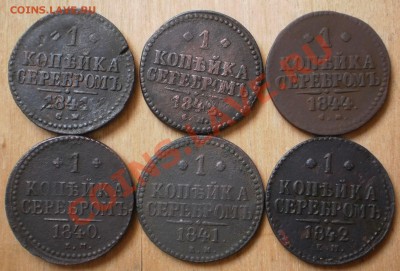 COINS.LAVE.RU
1
КОПѢЙКА
СЕРЕБРОМЪ
С.М.
1
КОПѢЙКА
СЕРЕБРОМЪ
1
КОПѢЙКА
СЕРЕБРОМЪ
1844
1
КОПѢЙКА
СЕРЕБРОМЪ
1840
1
КОПѢЙКА
СЕРЕБРОМЪ
1841
1
КОПѢЙКА
СЕРЕБРОМЪ
1842
COINS.LAVE.RU